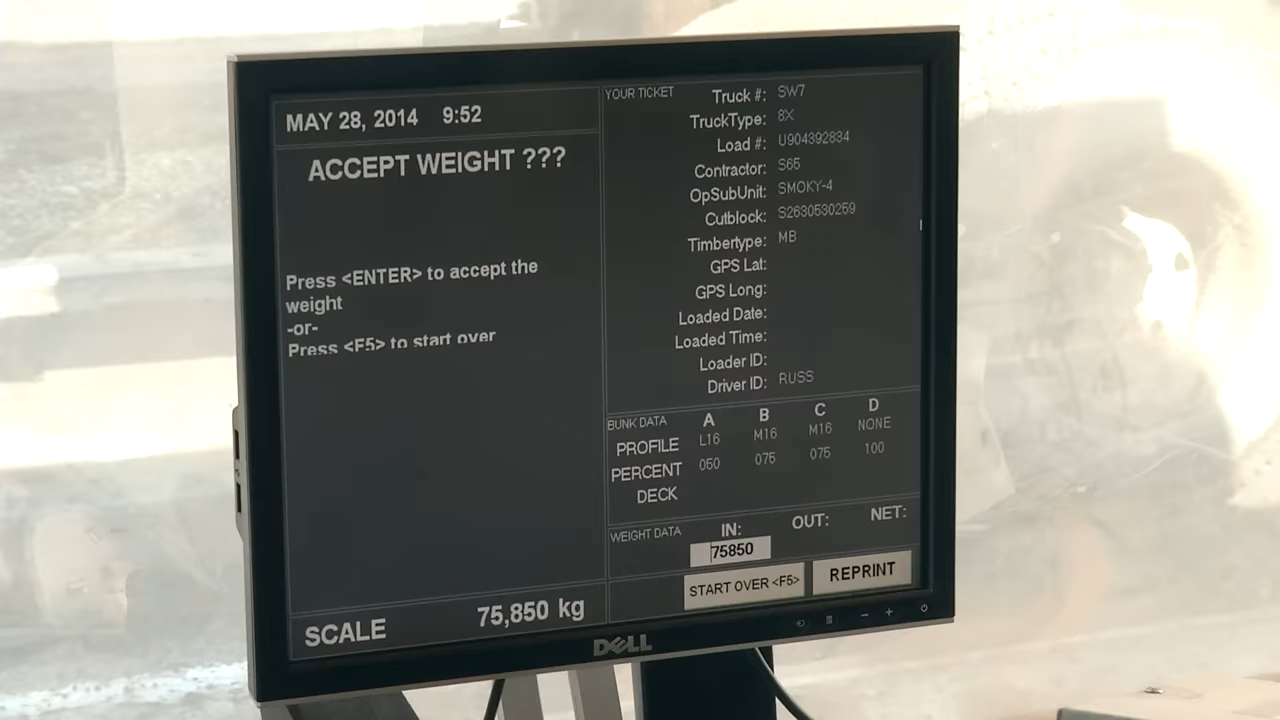 MAY 28, 2014 9:52
ACCEPT WEIGHT ???
Press <ENTER> to accept the
weight
-or-
Press <F5> to start over
SCALE 75,850 kg
YOUR TICKET
Truck #: SW7
TruckType: 8X
Load #: U904392834
Contractor: S65
OpSubUnit: SMOKY-4
Cutblock: S2630530259
Timbertype: MB
GPS Lat:
GPS Long:
Loaded Date:
Loaded Time:
Loader ID:
Driver ID: RUSS
BUNK DATA A B C D
PROFILE L16 M16 M16 NONE
PERCENT 050 075 075 100
DECK
WEIGHT DATA IN: OUT: NET:
75850
START OVER <F5> REPRINT
DELL